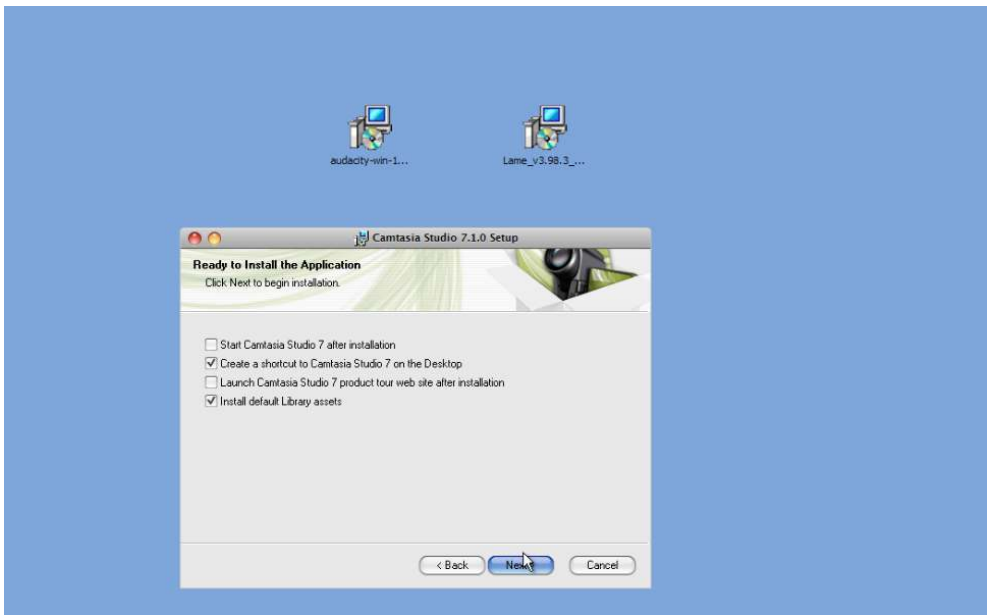 audacity-win-1...
Lame_v3.98.3_...
Camtasia Studio 7.1.0 Setup
Ready to Install the Application
Click Next to begin installation.
Start Camtasia Studio 7 after installation
Create a shortcut to Camtasia Studio 7 on the Desktop
Launch Camtasia Studio 7 product tour web site after installation
Install default Library assets
< Back
Cancel